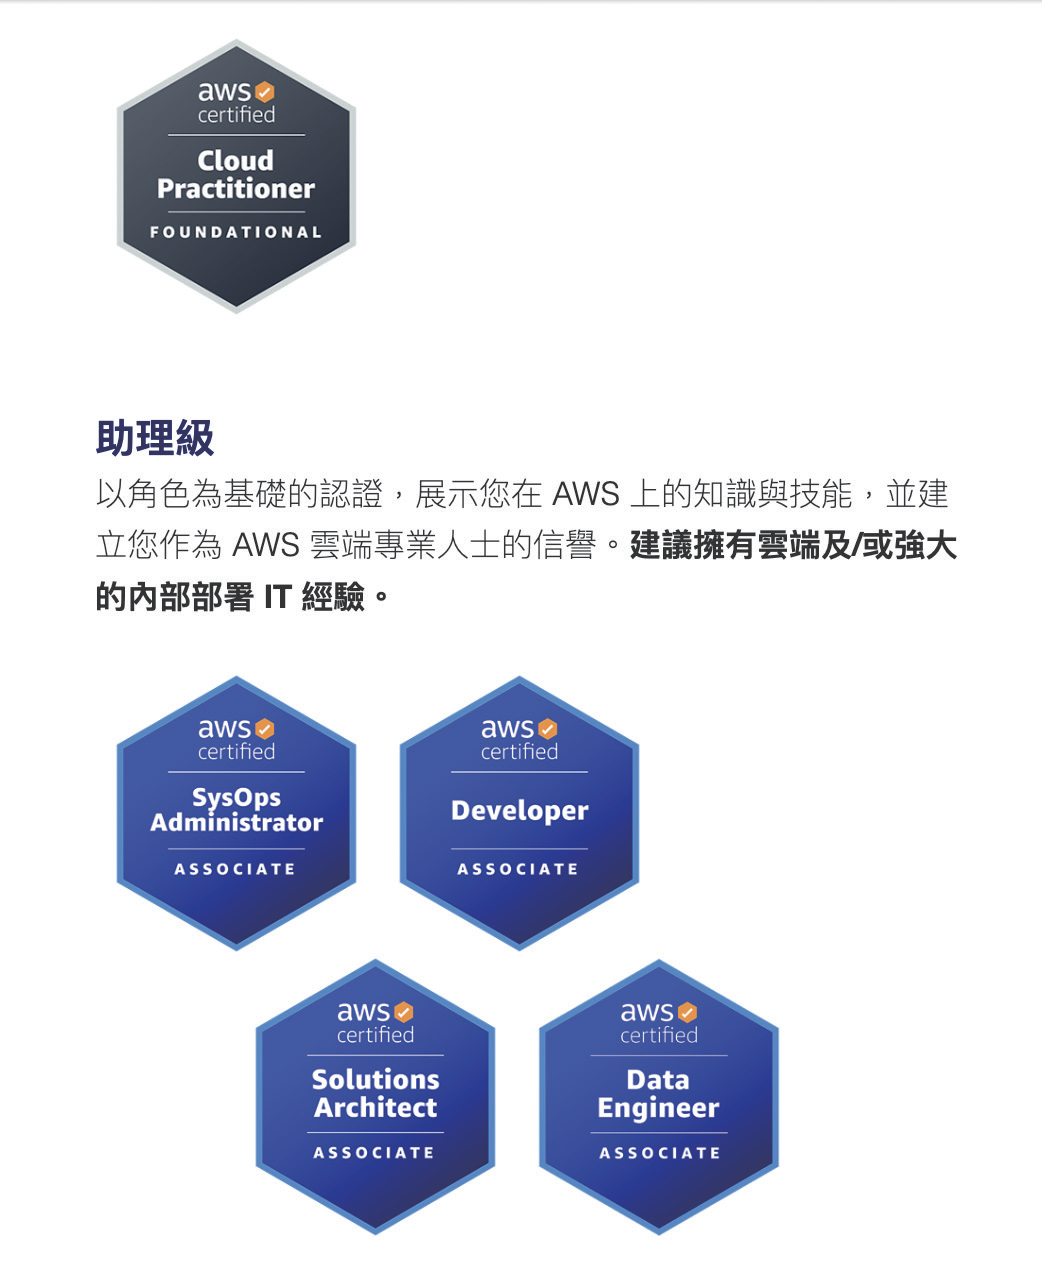 aws
certified
Cloud
Practitioner
FOUNDATIONAL
助理級
以角色為基礎的認證，展示您在 AWS 上的知識與技能，並建
立您作為 AWS 雲端專業人士的信譽。建議擁有雲端及/或強大
的內部部署 IT 經驗。
aws
certified
SysOps
Administrator
ASSOCIATE
aws
certified
Developer
ASSOCIATE
aws
certified
Solutions
Architect
ASSOCIATE
aws
certified
Data
Engineer
ASSOCIATE